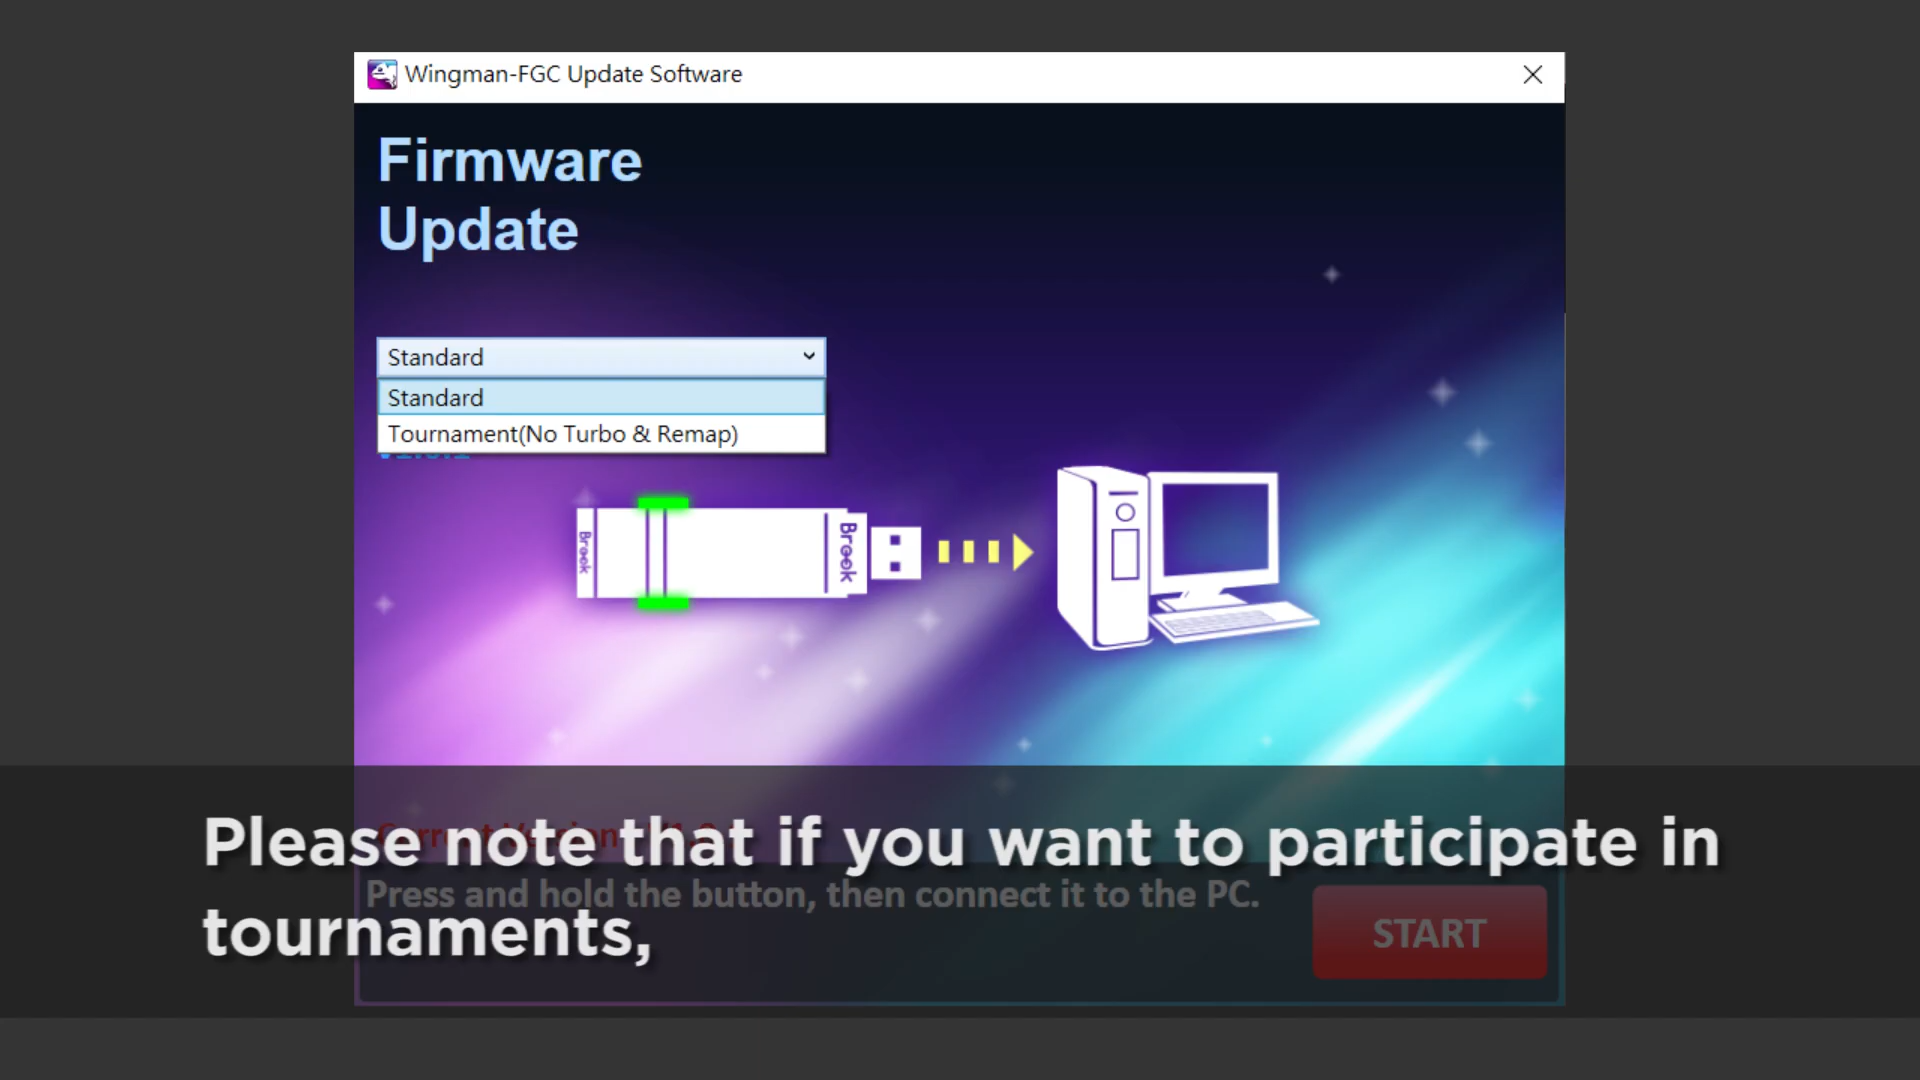 Wingman-FGC Update Software
Firmware
Update
Standard
Standard
Tournament(No Turbo & Remap)
Brook
Brook
Please note that if you want to participate in
Press and hold the button, then connect it to the PC.
tournaments,
START